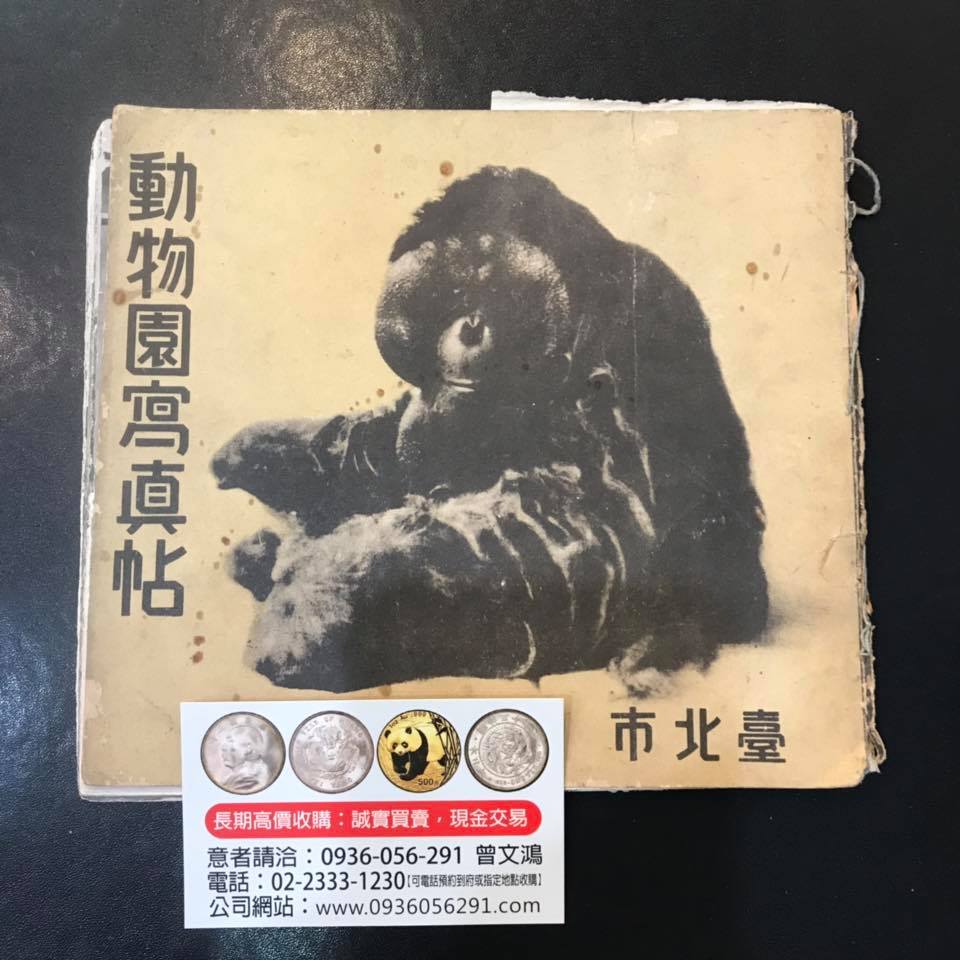 動物園寫真帖
市北臺
長期高價收購：誠實買賣，現金交易
意者請洽：0936-056-291 曾文鴻
電話：02-2333-1230【可電話預約到府或指定地點收購】
公司網站：www.0936056291.com
500